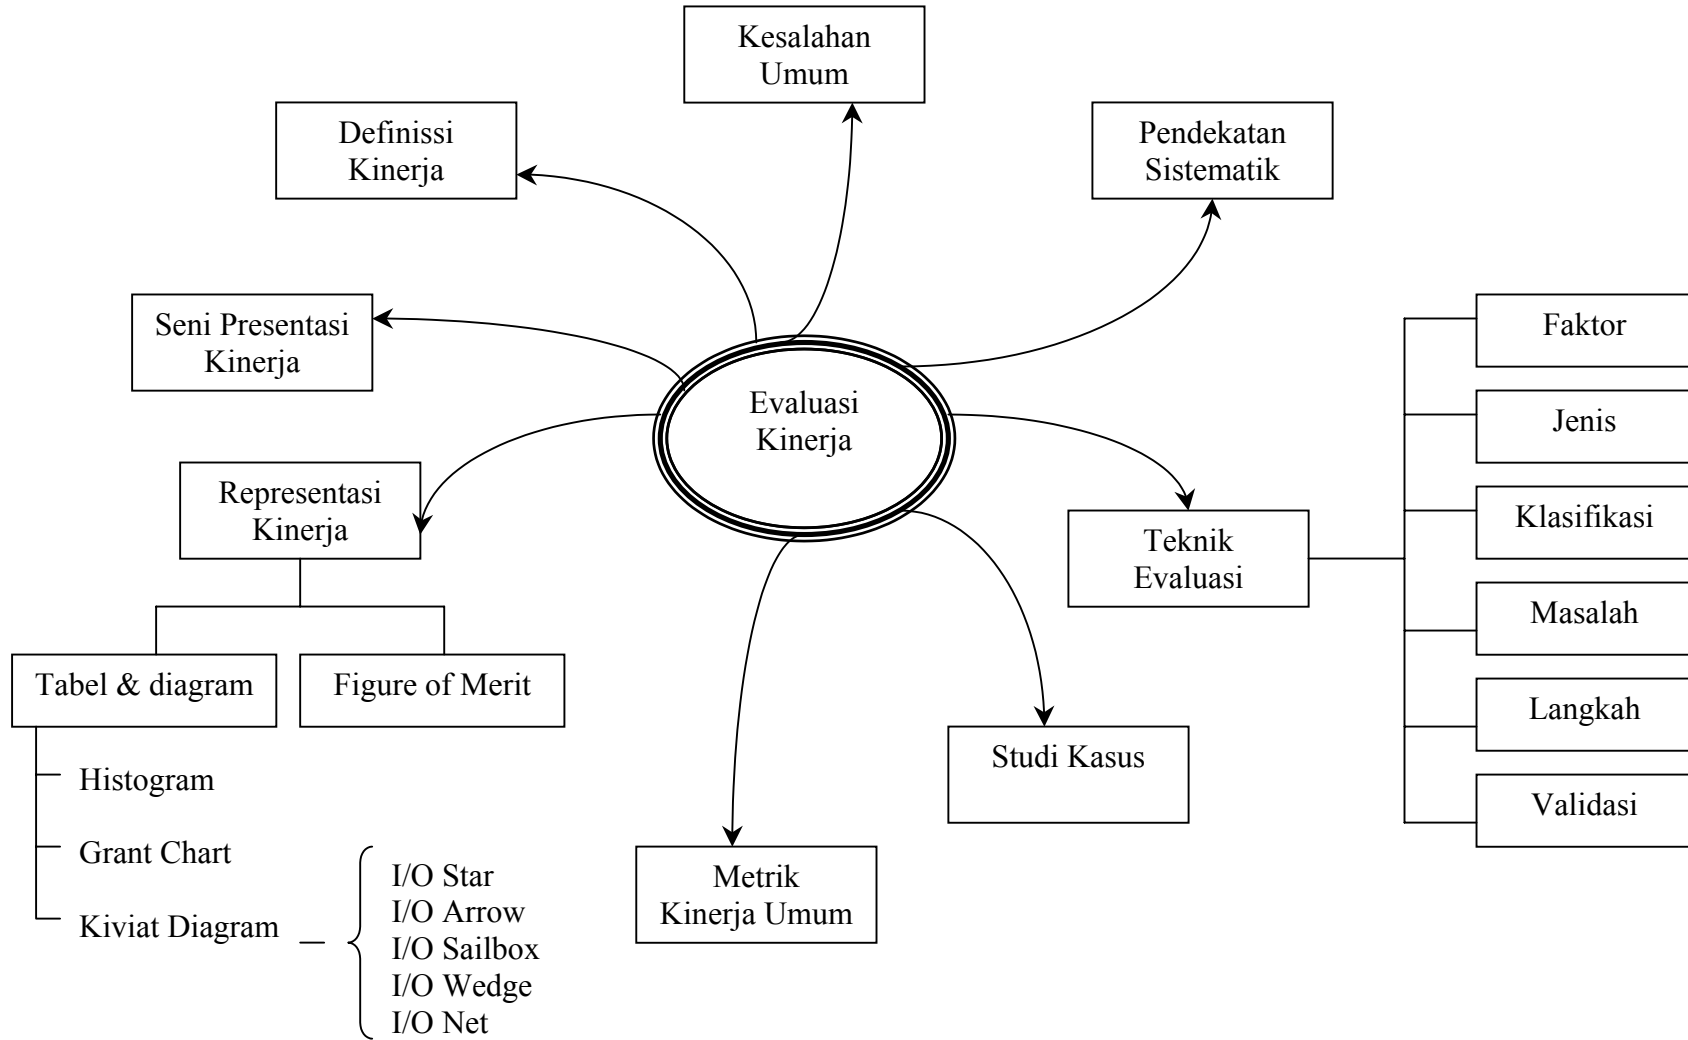 Kesalahan
Umum
Definissi
Kinerja
Pendekatan
Sistematik
Seni Presentasi
Kinerja
Evaluasi
Kinerja
Representasi
Kinerja
Teknik
Evaluasi
Faktor
Jenis
Klasifikasi
Masalah
Langkah
Validasi
Tabel & diagram
Figure of Merit
Histogram
Grant Chart
Kiviat Diagram
I/O Star
I/O Arrow
I/O Sailbox
I/O Wedge
I/O Net
Metrik
Kinerja Umum
Studi Kasus